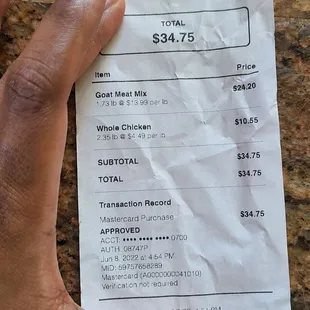 TOTAL
$34.75
Item Price
Goat Meat Mix $24.20
1.73 lb @ $13.99 per lb
Whole Chicken $10.55
2.35 lb @ $4.49 per lb
SUBTOTAL $34.75
TOTAL $34.75
Transaction Record
Mastercard Purchase $34.75
APPROVED
ACCT: •••• •••• •••• 0700
AUTH: 08747P
Jun 8, 2022 at 4:54 PM
MID: 59757658289
Mastercard (A0000000041010)
Verification not required